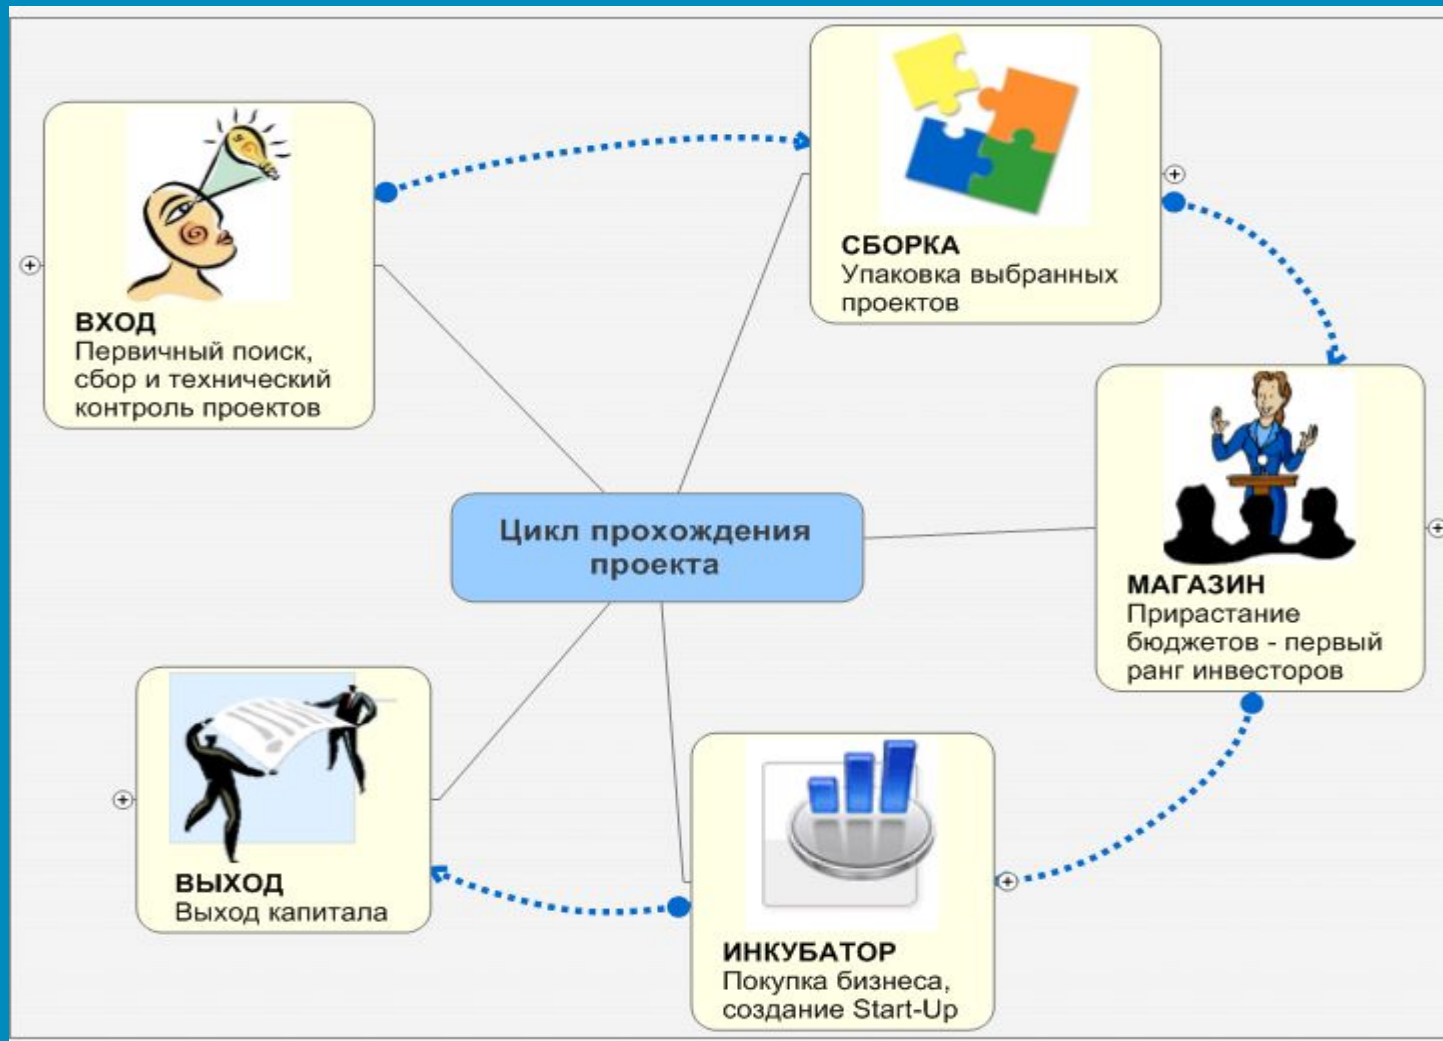 ВХОД
Первичный поиск,
сбор и технический
контроль проектов
СБОРКА
Упаковка выбранных
проектов
МАГАЗИН
Прирастание
бюджетов - первый
ранг инвесторов
Цикл прохождения
проекта
ИНКУБАТОР
Покупка бизнеса,
создание Start-Up
ВЫХОД
Выход капитала